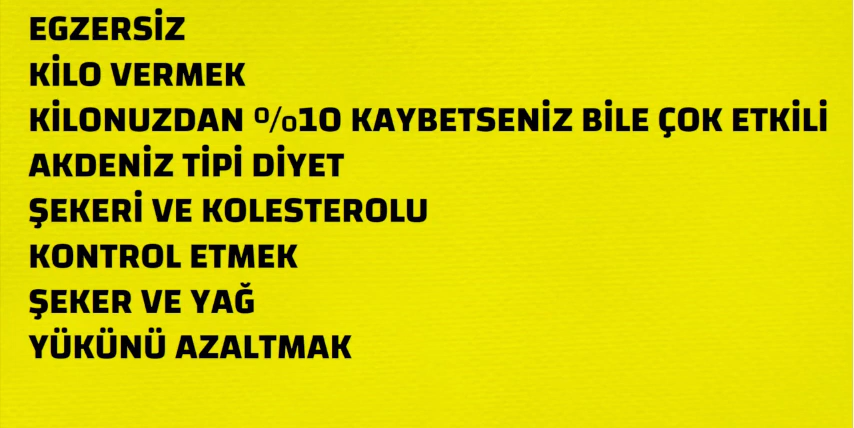 EGZERSİZ
KİLO VERMEK
KİLONUZDAN %10 KAYBETSENİZ BİLE ÇOK ETKİLİ
AKDENİZ TİPİ DİYET
ŞEKERİ VE KOLESTEROLU
KONTROL ETMEK
ŞEKER VE YAĞ
YÜKÜNÜ AZALTMAK